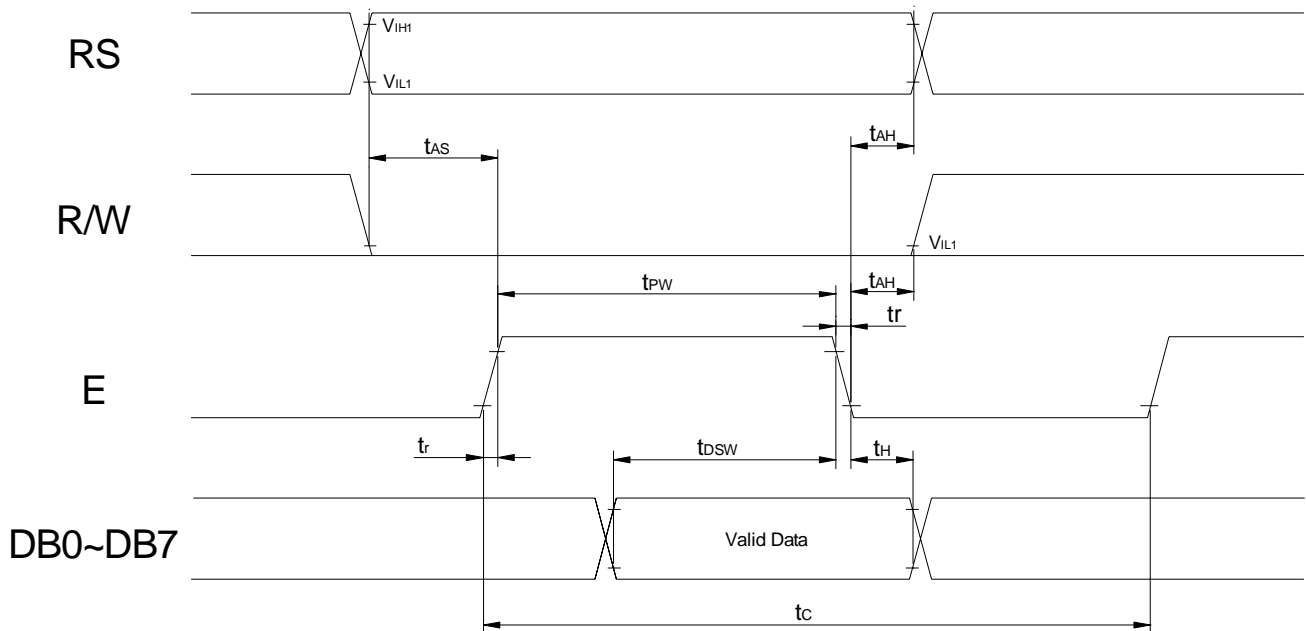 RS
VIH1
VIL1
tAS
tAH
R/W
VIL1
tPW
tAH
tr
E
tr
tDSW
tH
DB0~DB7
Valid Data
tC